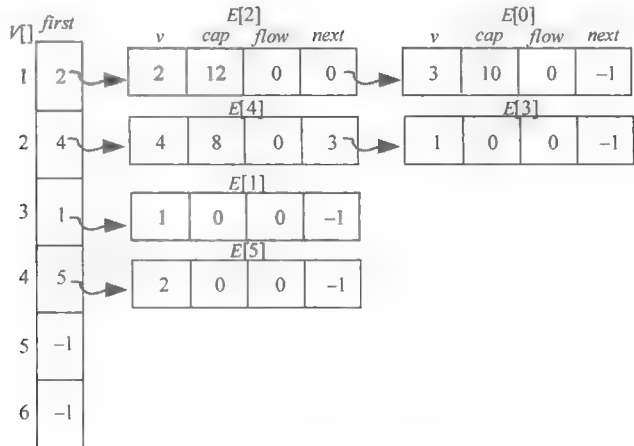 V[] first
E[2] E[0]
v cap flow next v cap flow next
1 2 2 12 0 0 3 10 0 −1
E[4] E[3]
2 4 4 8 0 3 1 0 0 −1
E[1]
3 1 1 0 0 −1
E[5]
4 5 2 0 0 −1
5 −1
6 −1